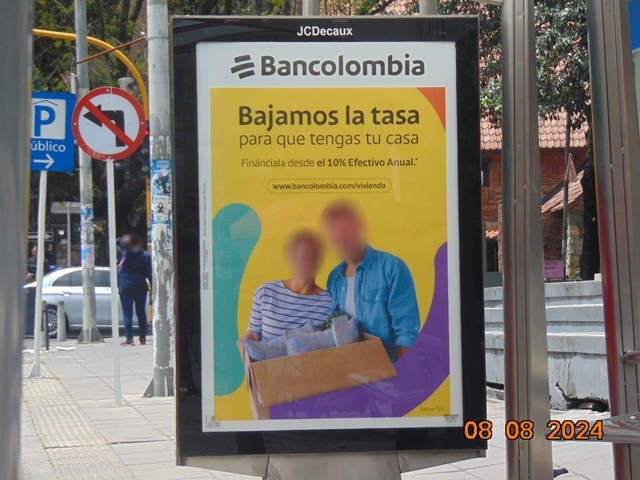 JCDecaux
Bancolombia
Bajamos la tasa
para que tengas tu casa
Fináncialа desde el 10% Efectivo Anual.*
www.bancolombia.com/vivienda
P
úblico
08 08 2024